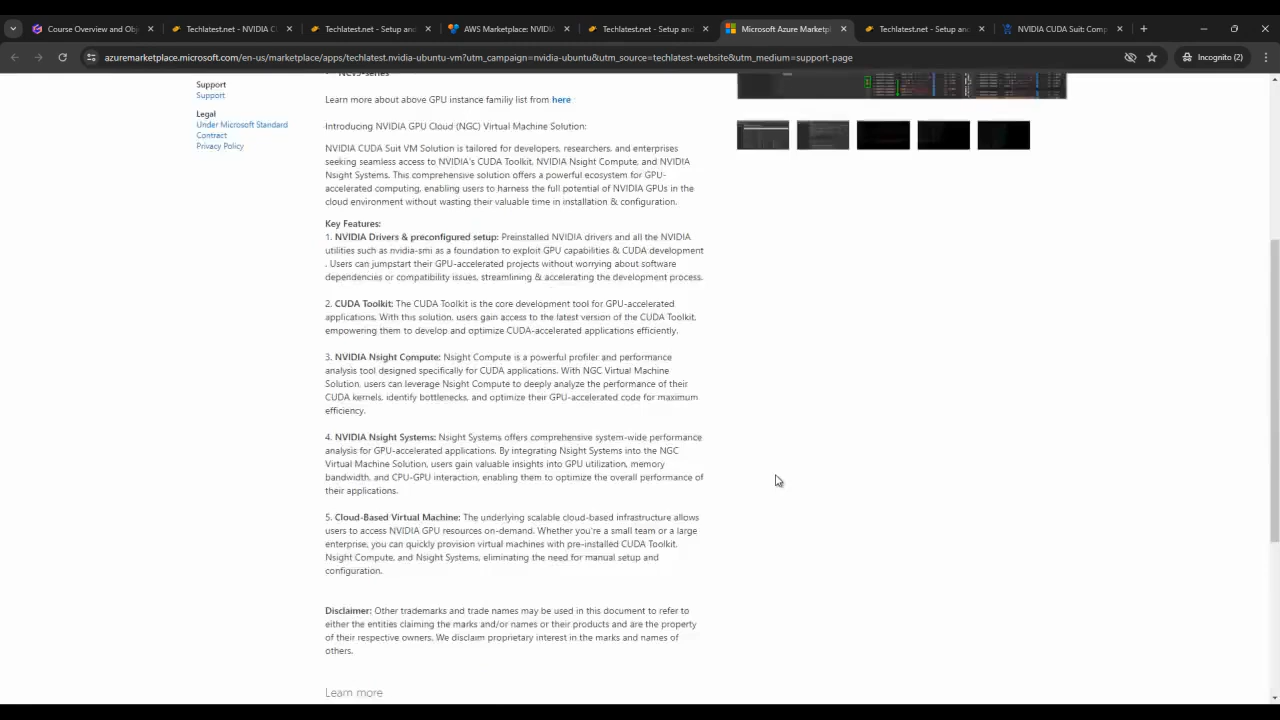 Course Overview and Obj
Techlatest.net - NVIDIA C
Techlatest.net - Setup and
AWS Marketplace: NVIDI
Techlatest.net - Setup and
Microsoft Azure Marketpl
Techlatest.net - Setup and
NVIDIA CUDA Suit: Comp
azuremarketplace.microsoft.com/en-us/marketplace/apps/techlatest.nvidia-ubuntu-vm?utm_campaign=nvidia-ubuntu&utm_source=techlatest-website&utm_medium=support-page
Incognito (2)
Support
Support
Legal
Under Microsoft Standard
Contract
Privacy Policy
NCv3-series
Learn more about above GPU instance familiy list from here
Introducing NVIDIA GPU Cloud (NGC) Virtual Machine Solution:
NVIDIA CUDA Suit VM Solution is tailored for developers, researchers, and enterprises
seeking seamless access to NVIDIA's CUDA Toolkit, NVIDIA Nsight Compute, and NVIDIA
Nsight Systems. This comprehensive solution offers a powerful ecosystem for GPU-
accelerated computing, enabling users to harness the full potential of NVIDIA GPUs in the
cloud environment without wasting their valuable time in installation & configuration.
Key Features:
1. NVIDIA Drivers & preconfigured setup: Preinstalled NVIDIA drivers and all the NVIDIA
utilities such as nvidia-smi as a foundation to exploit GPU capabilities & CUDA development
. Users can jumpstart their GPU-accelerated projects without worrying about software
dependencies or compatibility issues, streamlining & accelerating the development process.
2. CUDA Toolkit: The CUDA Toolkit is the core development tool for GPU-accelerated
applications. With this solution, users gain access to the latest version of the CUDA Toolkit,
empowering them to develop and optimize CUDA-accelerated applications efficiently.
3. NVIDIA Nsight Compute: Nsight Compute is a powerful profiler and performance
analysis tool designed specifically for CUDA applications. With NGC Virtual Machine
Solution, users can leverage Nsight Compute to deeply analyze the performance of their
CUDA kernels, identify bottlenecks, and optimize their GPU-accelerated code for maximum
efficiency.
4. NVIDIA Nsight Systems: Nsight Systems offers comprehensive system-wide performance
analysis for GPU-accelerated applications. By integrating Nsight Systems into the NGC
Virtual Machine Solution, users gain valuable insights into GPU utilization, memory
bandwidth, and CPU-GPU interaction, enabling them to optimize the overall performance of
their applications.
5. Cloud-Based Virtual Machine: The underlying scalable cloud-based infrastructure allows
users to access NVIDIA GPU resources on-demand. Whether you're a small team or a large
enterprise, you can quickly provision virtual machines with pre-installed CUDA Toolkit,
Nsight Compute, and Nsight Systems, eliminating the need for manual setup and
configuration.
Disclaimer: Other trademarks and trade names may be used in this document to refer to
either the entities claiming the marks and/or names or their products and are the property
of their respective owners. We disclaim proprietary interest in the marks and names of
others.
Learn more